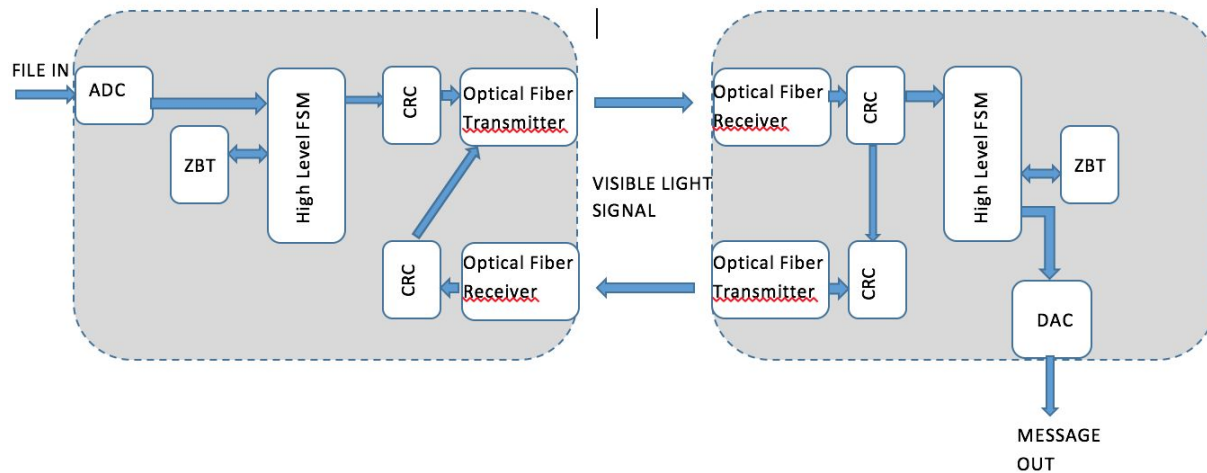 FILE IN
ADC
ZBT
High Level FSM
CRC
Optical Fiber
Transmitter
CRC
Optical Fiber
Receiver
VISIBLE LIGHT
SIGNAL
Optical Fiber
Receiver
CRC
High Level FSM
ZBT
Optical Fiber
Transmitter
CRC
DAC
MESSAGE
OUT